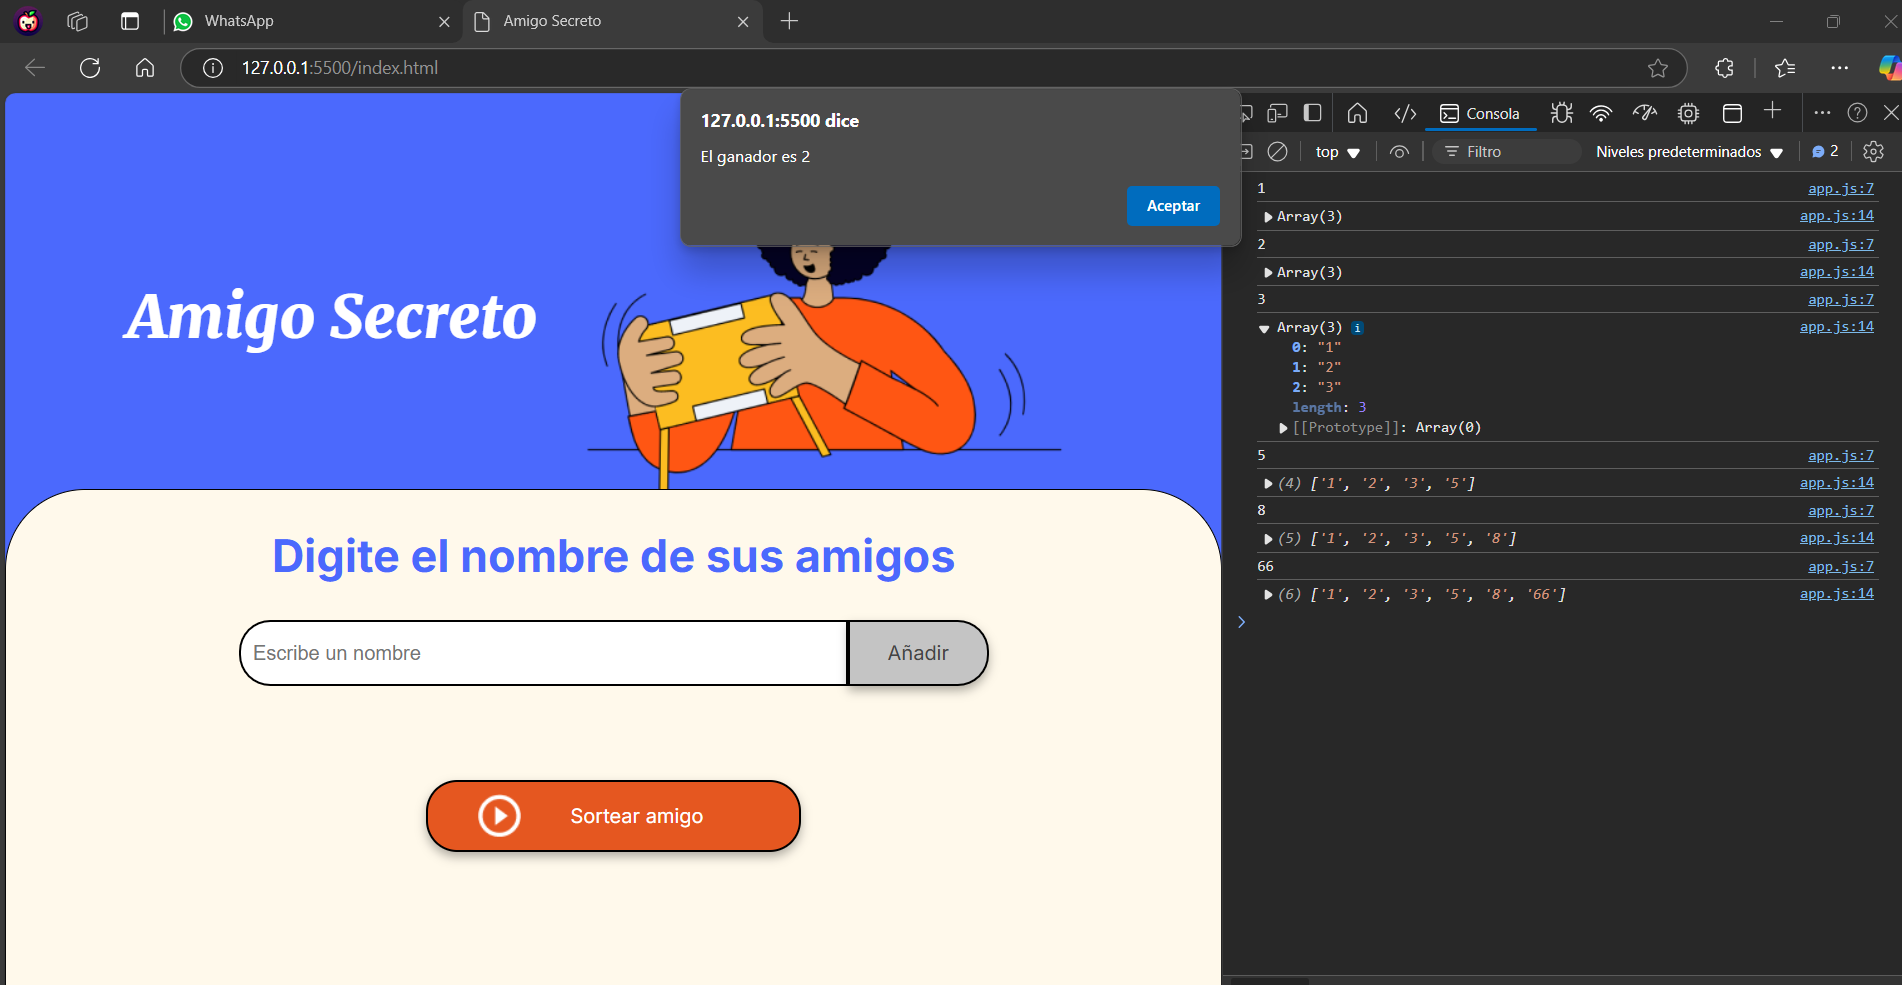 WhatsApp
Amigo Secreto
127.0.0.1:5500/index.html
127.0.0.1:5500 dice
El ganador es 2
Aceptar
Amigo Secreto
Digite el nombre de sus amigos
Escribe un nombre
Añadir
Sortear amigo
Consola
top
Filtro
Niveles predeterminados
2
1 app.js:7
Array(3) app.js:14
2 app.js:7
Array(3) app.js:14
3 app.js:7
Array(3) i app.js:14
0: "1"
1: "2"
2: "3"
length: 3
[[Prototype]]: Array(0)
5 app.js:7
(4) ['1', '2', '3', '5'] app.js:14
8 app.js:7
(5) ['1', '2', '3', '5', '8'] app.js:14
66 app.js:7
(6) ['1', '2', '3', '5', '8', '66'] app.js:14